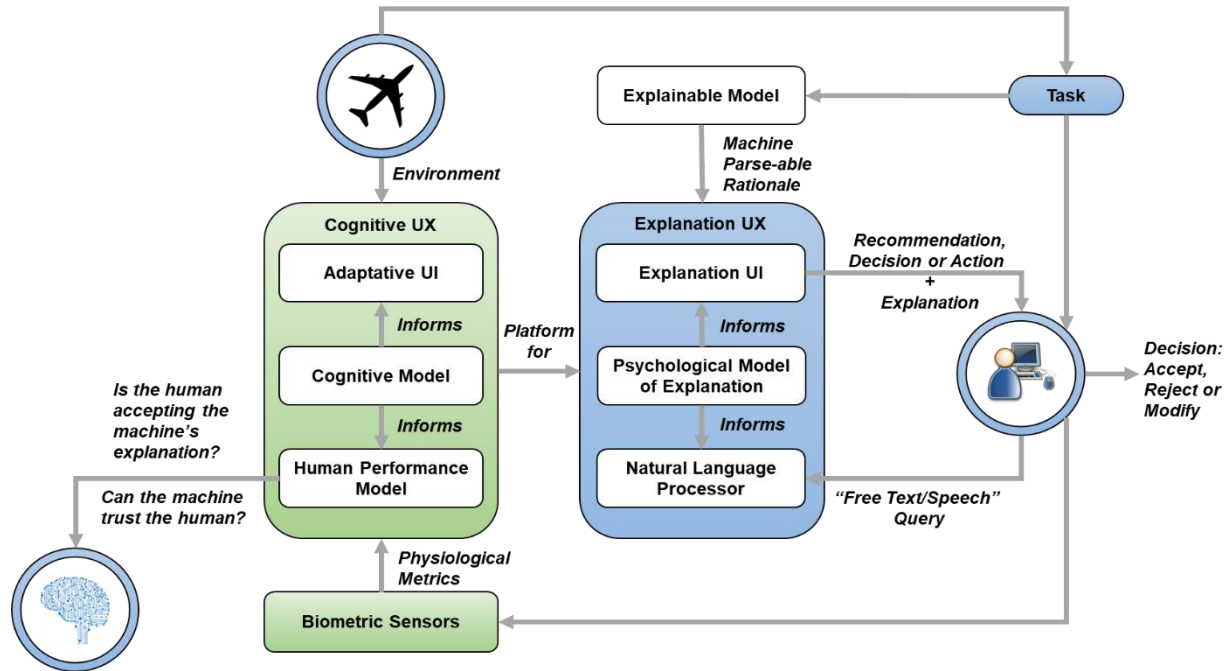 Explainable Model
Task
Environment
Machine
Parse-able
Rationale
Cognitive UX
Adaptative UI
Informs
Cognitive Model
Informs
Human Performance
Model
Platform
for
Explanation UX
Explanation UI
Informs
Psychological Model
of Explanation
Informs
Natural Language
Processor
Recommendation,
Decision or Action
+
Explanation
Decision:
Accept,
Reject or
Modify
“Free Text/Speech”
Query
Is the human
accepting the
machine’s
explanation?
Can the machine
trust the human?
Physiological
Metrics
Biometric Sensors